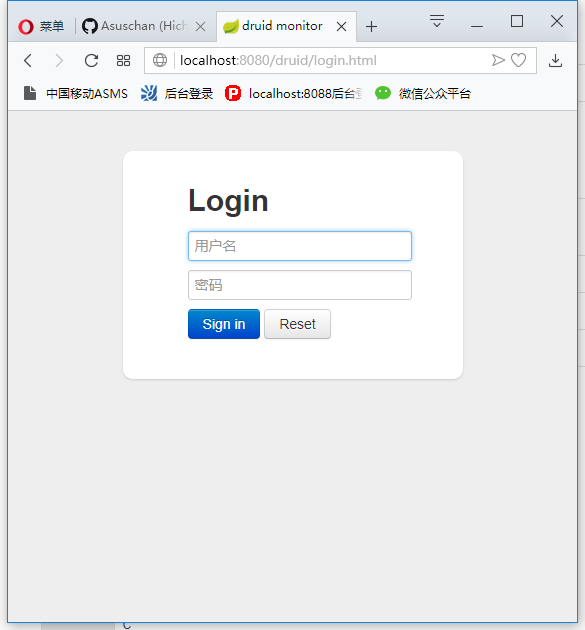 菜单 Asuschan (Hich druid monitor
localhost:8080/druid/login.html
中国移动ASMS 后台登录 localhost:8088后台登 微信公众平台
Login
用户名
密码
Sign in Reset